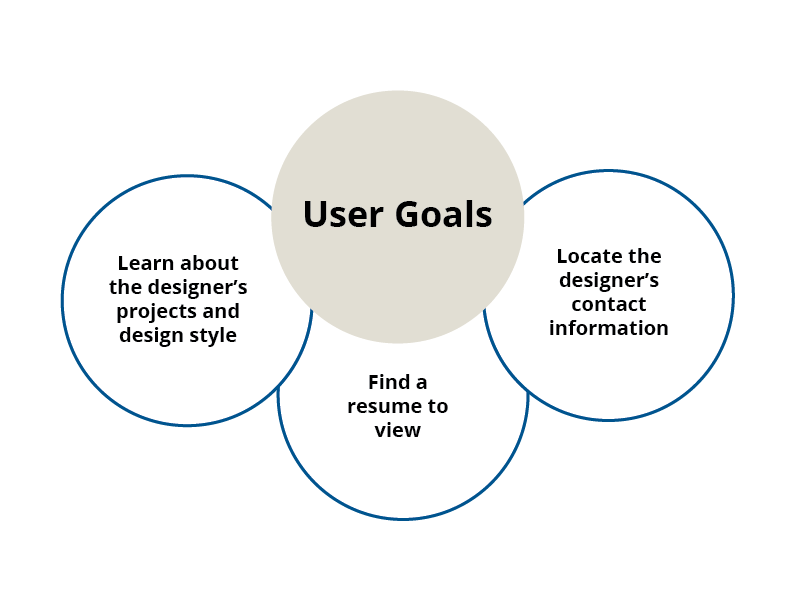 User Goals
Learn about
the designer’s
projects and
design style
Find a
resume to
view
Locate the
designer’s
contact
information